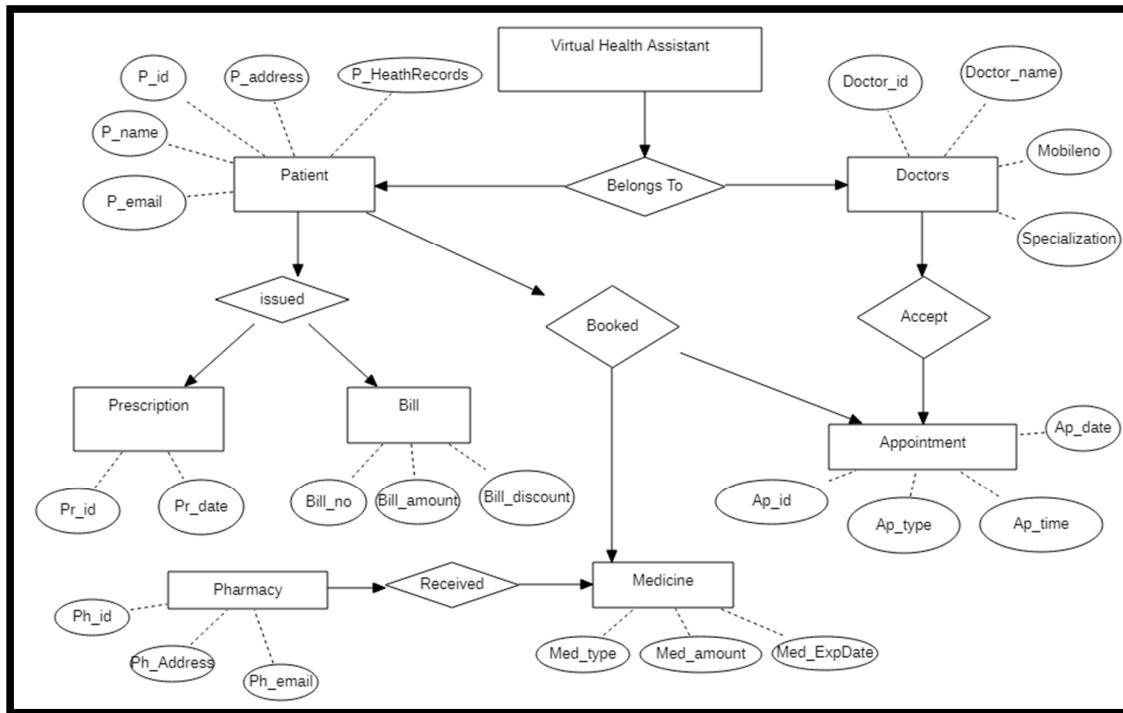 Virtual Health Assistant
P_id
P_address
P_HeathRecords
Doctor_id
Doctor_name
P_name
Mobileno
Patient
Belongs To
Doctors
P_email
Specialization
issued
Booked
Accept
Prescription
Bill
Appointment
Ap_date
Pr_id
Pr_date
Bill_no
Bill_amount
Bill_discount
Ap_id
Ap_type
Ap_time
Pharmacy
Received
Medicine
Ph_id
Ph_Address
Ph_email
Med_type
Med_amount
Med_ExpDate